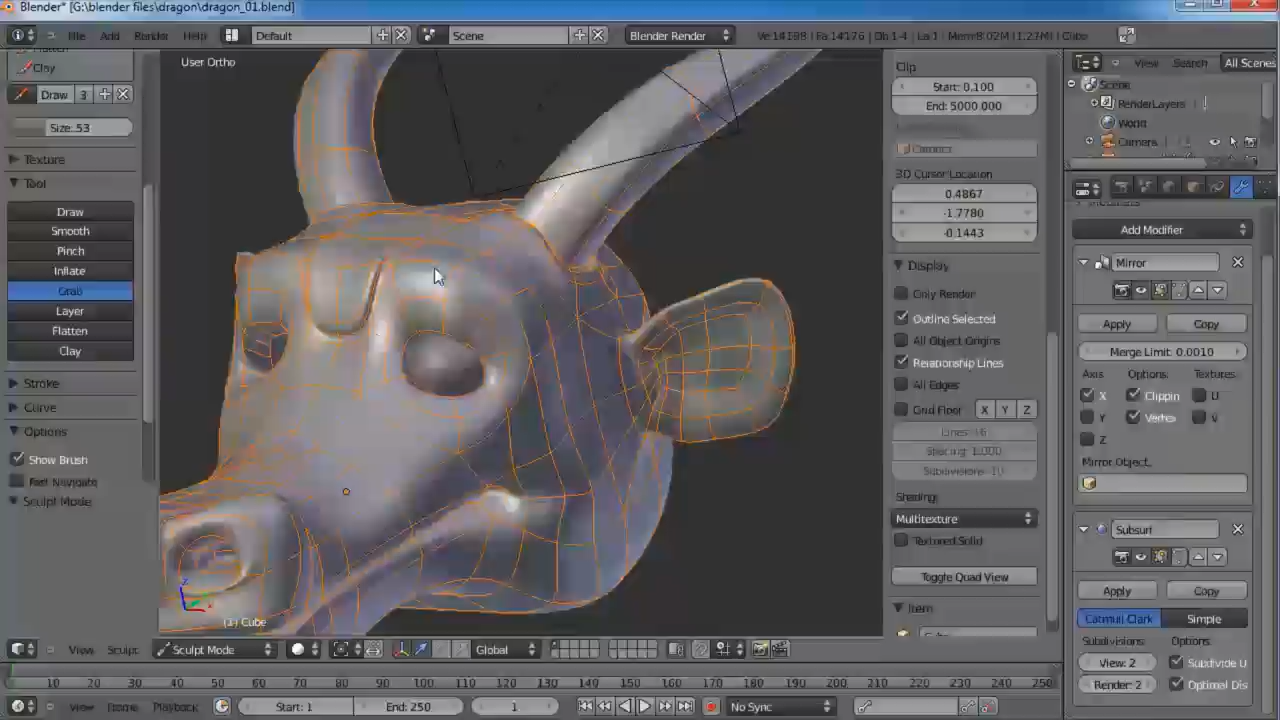 Blender* [G:\blender files\dragon\dragon_01.blend]
File Add Render Help Default Scene Blender Render Cube
Clay
Draw 3
Size: 53
Texture
Tool
Draw
Smooth
Pinch
Inflate
Grab
Layer
Flatten
Clay
Stroke
Curve
Options
Show Brush
Fast Navigate
Sculpt Mode
User Ortho
(1) Cube
Clip
Start: 0.100
End: 5000.000
3D Cursor Location
0.4867
-1.7780
-0.1443
Display
Only Render
Outline Selected
All Object Origins
Relationship Lines
All Edges
Grid Floor X Y Z
Lines: 16
Spacing: 1.000
Subdivisions: 10
Shading:
Multitexture
Textured Solid
Toggle Quad View
Item
View Search All Scenes
Scene
RenderLayers
World
Camera
Add Modifier
Mirror
Apply Copy
Merge Limit: 0.0010
Axis: Options: Textures:
X Clippin U
Y Vertex V
Z
Mirror Object:
Subsurf
Apply Copy
Catmull-Clark Simple
Subdivisions: Options:
View: 2 Subdivide U
Render: 2 Optimal Dis
View Sculpt Sculpt Mode Global
10 20 30 40 50 60 70 80 90 100 110 120 130 140 150 160 170 180 190 200 210 220 230 240 250
View Frame Playback Start: 1 End: 250 1 No Sync